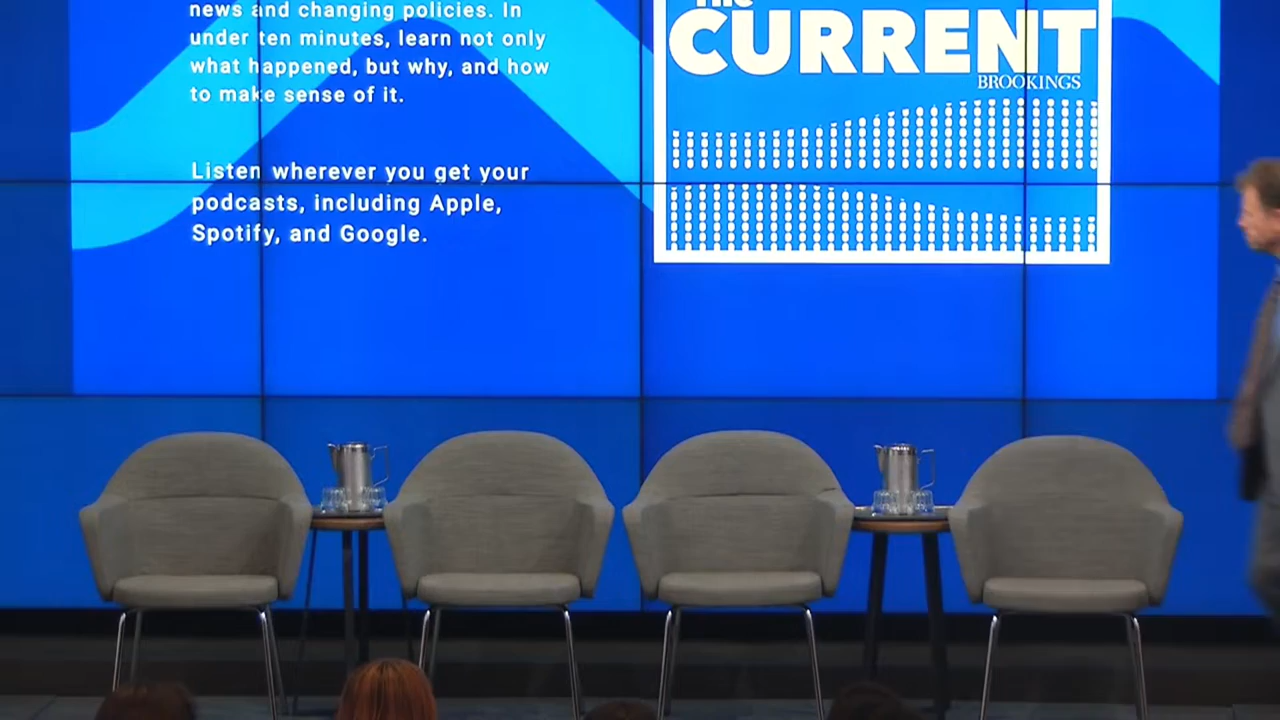 news and changing policies. In
under ten minutes, learn not only
what happened, but why, and how
to make sense of it.
Listen wherever you get your
podcasts, including Apple,
Spotify, and Google.
The
CURRENT
BROOKINGS